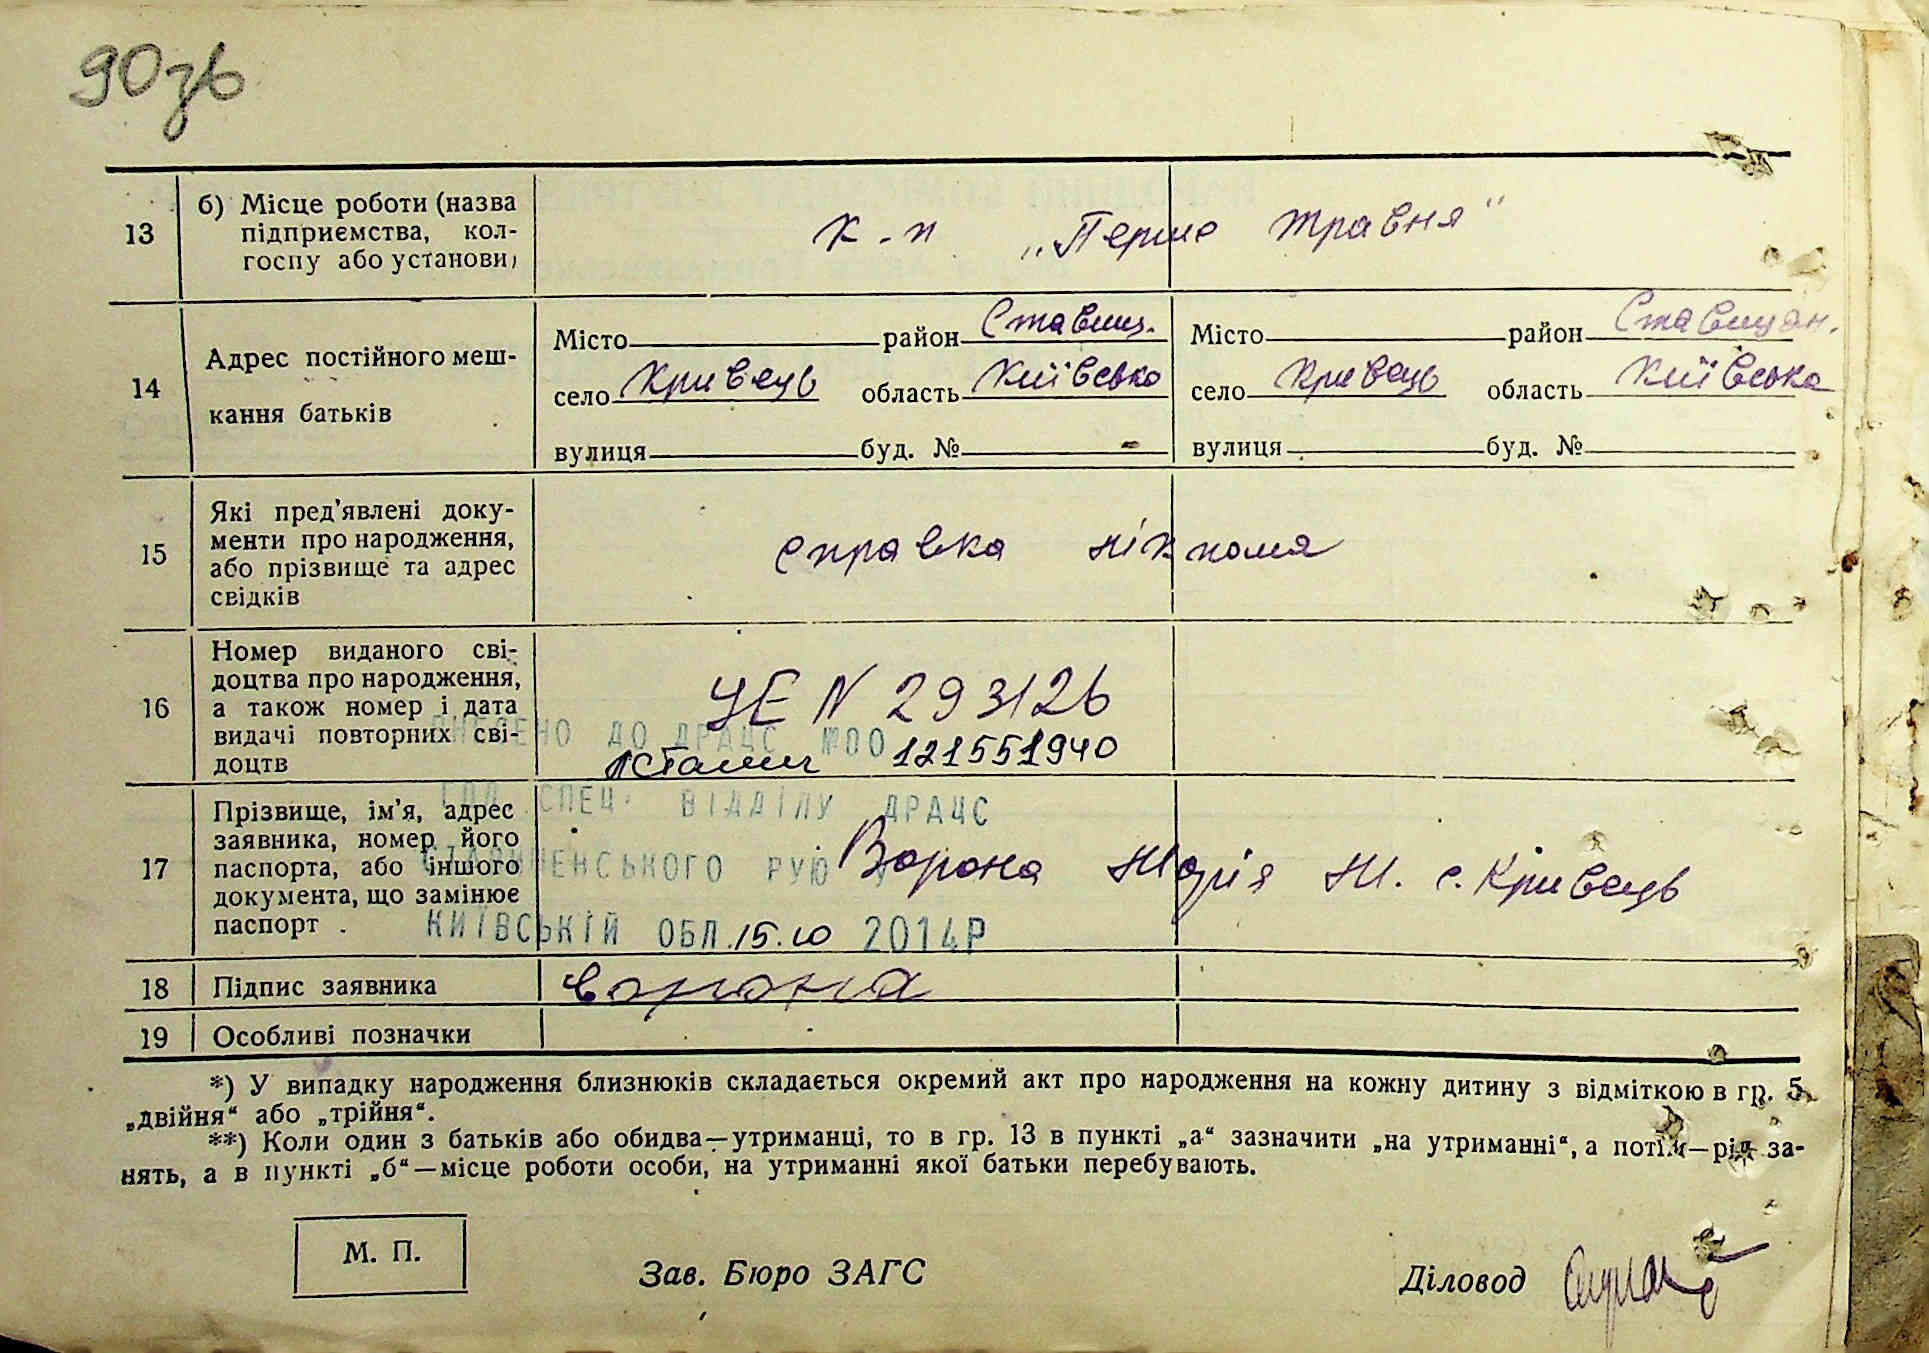 90зв
13 б) Місце роботи (назва
підприємства, кол-
госпу або установи) к-п „Перше травня"
14 Адрес постійного меш-
кання батьків
Місто район Ставищ. Місто район Ставищан.
село Кривець область Київська село Кривець область Київська
вулиця буд. № - вулиця буд. №
15 Які пред'явлені доку-
менти про народження,
або прізвище та адрес
свідків
справка
16 Номер виданого сві-
доцтва про народження,
а також номер і дата
видачі повторних сві-
доцтв
УЕ N 293126
ВНЕСЕНО ДО ДРАЦС №00
121551940
17 Прізвище, ім'я, адрес
заявника, номер його
паспорта, або іншого
документа, що замінює
паспорт .
СПЕЦ. ВІДДІЛУ ДРАЦС
СТАВИЩЕНСЬКОГО РУЮ У
Ворона Марія М. с. Кривець
КИЇВСЬКІЙ ОБЛ. 15.10 2014Р
18 Підпис заявника ворона
19 Особливі позначки
*) У випадку народження близнюків складається окремий акт про народження на кожну дитину з відміткою в гр. 5
„двійня" або „трійня".
**) Коли один з батьків або обидва—утриманці, то в гр. 13 в пункті „а" зазначити „на утриманні", а потім—рід за-
нять, а в пункті „б"—місце роботи особи, на утриманні якої батьки перебувають.
М. П.
Зав. Бюро ЗАГС Діловод